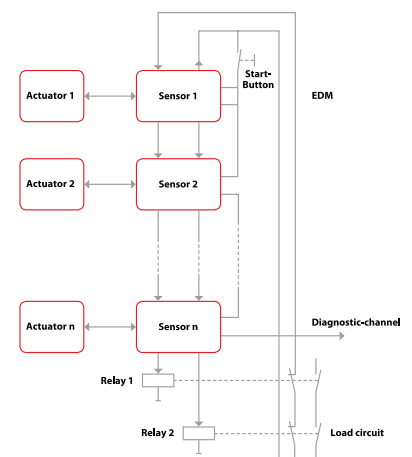 Actuator 1
Sensor 1
Start-
Button
EDM
Actuator 2
Sensor 2
Actuator n
Sensor n
Diagnostic-channel
Relay 1
Relay 2
Load circuit